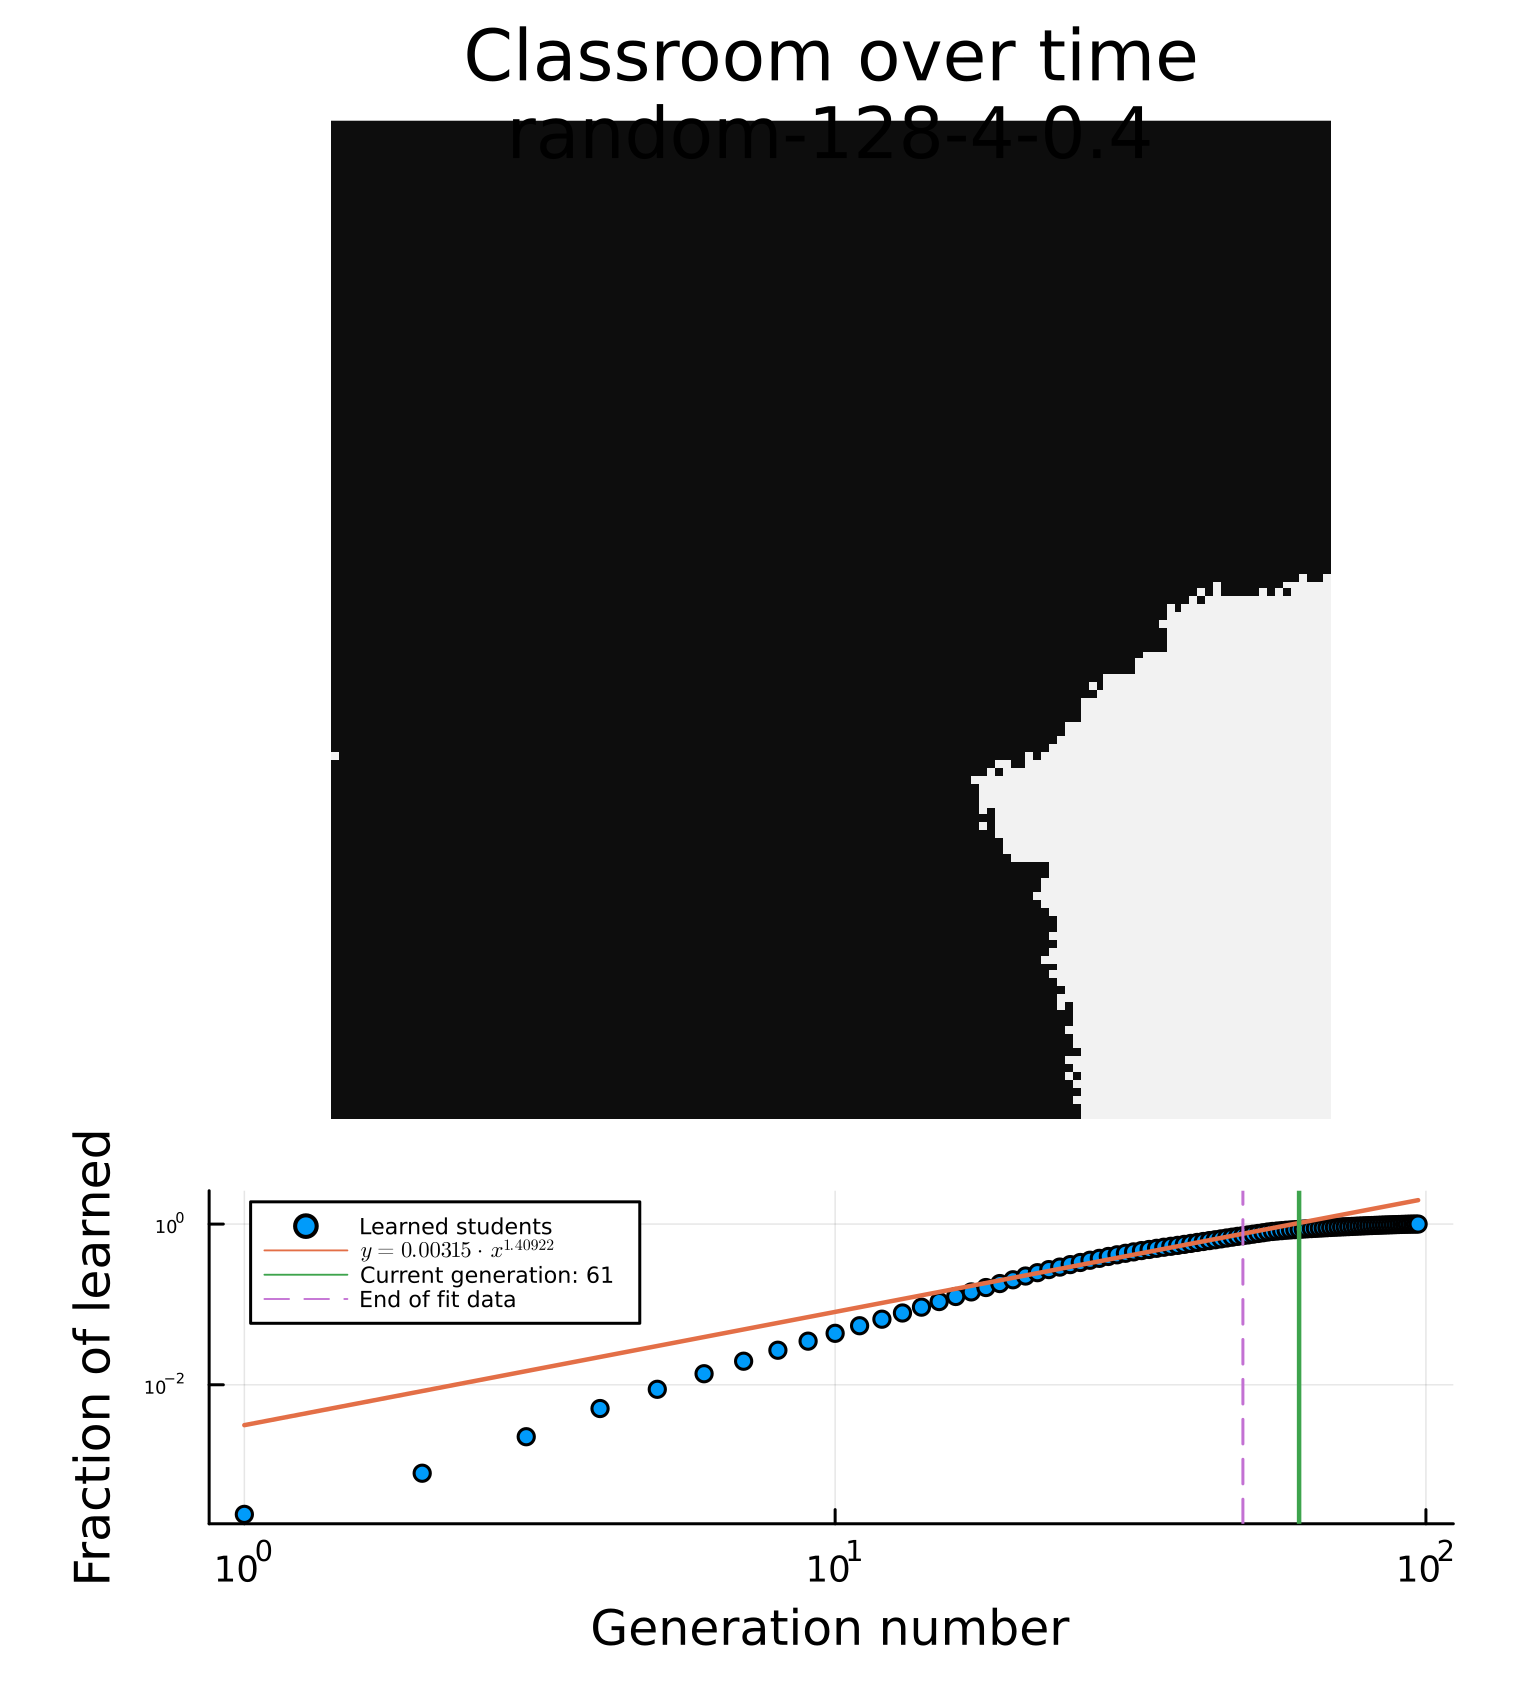 Classroom over time
random-128-4-0.4
Fraction of learned
10^0
10^-2
Learned students
y = 0.00315 · x^1.40922
Current generation: 61
End of fit data
10^0
10^1
10^2
Generation number